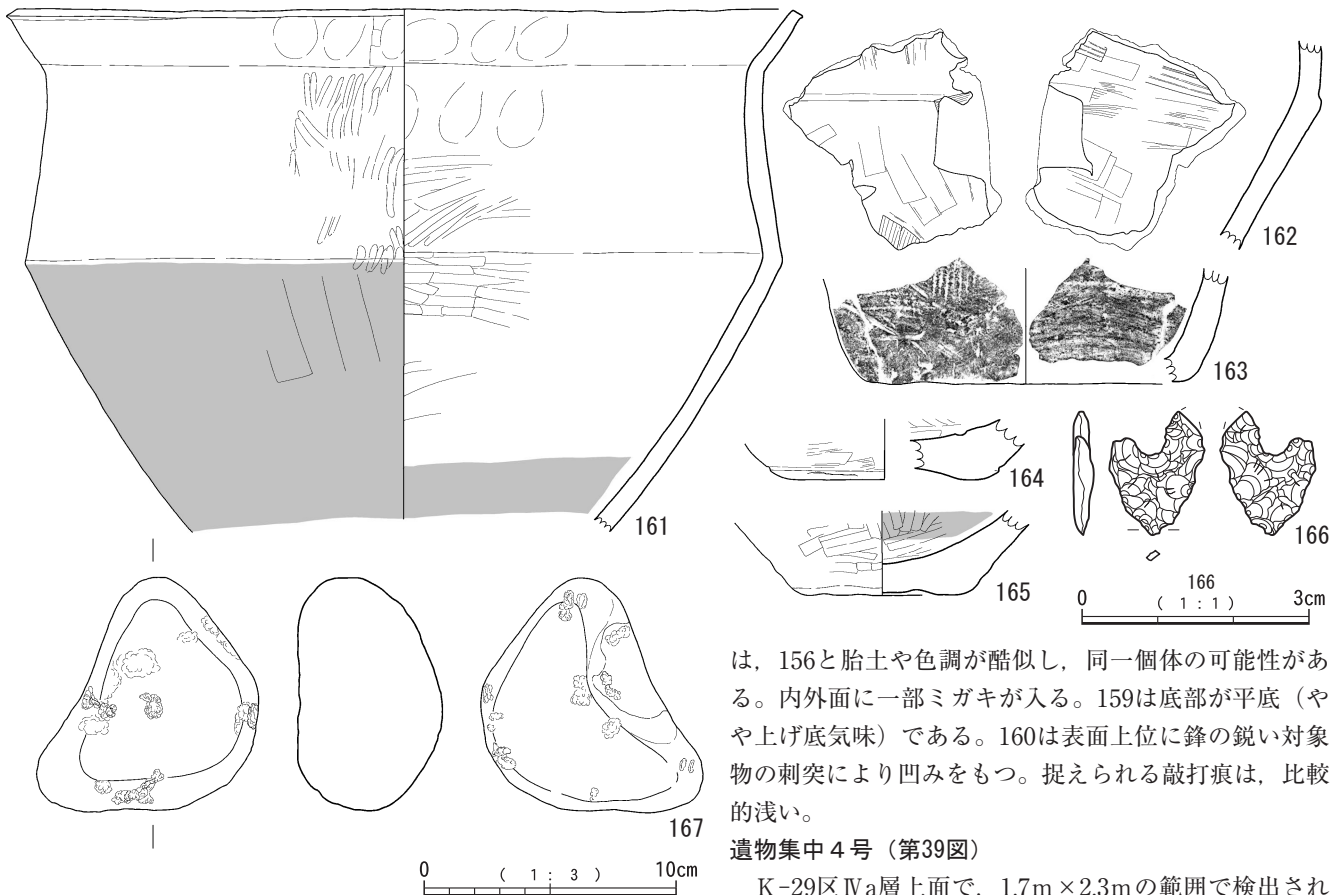 161
162
163
164
165
166
166
( 1 : 1 )
0 3cm
167
0 ( 1 : 3 ) 10cm
は，156と胎土や色調が酷似し，同一個体の可能性があ
る。内外面に一部ミガキが入る。159は底部が平底（や
や上げ底気味）である。160は表面上位に鋒の鋭い対象
物の刺突により凹みをもつ。捉えられる敲打痕は，比較
的浅い。
遺物集中４号（第39図）
K-29区Ⅳa層上面で，1.7ｍ×2.3ｍの範囲で検出され